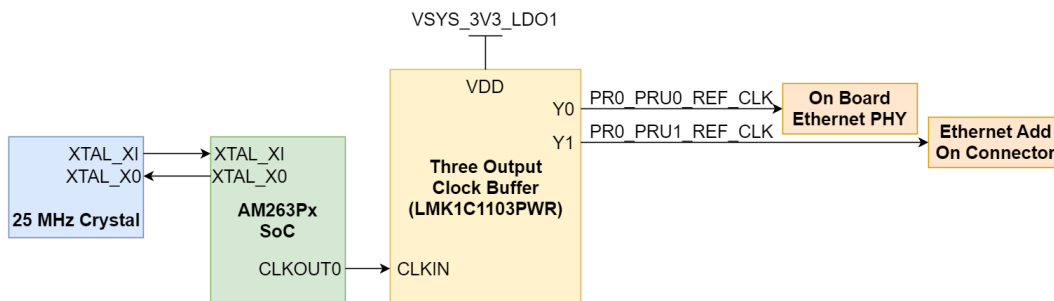 VSYS_3V3_LDO1
VDD
Y0
PR0_PRU0_REF_CLK
On Board
Ethernet PHY
Y1
PR0_PRU1_REF_CLK
Ethernet Add
On Connector
XTAL_XI
XTAL_X0
25 MHz Crystal
XTAL_XI
XTAL_X0
AM263Px
SoC
CLKOUT0
Three Output
Clock Buffer
(LMK1C1103PWR)
CLKIN